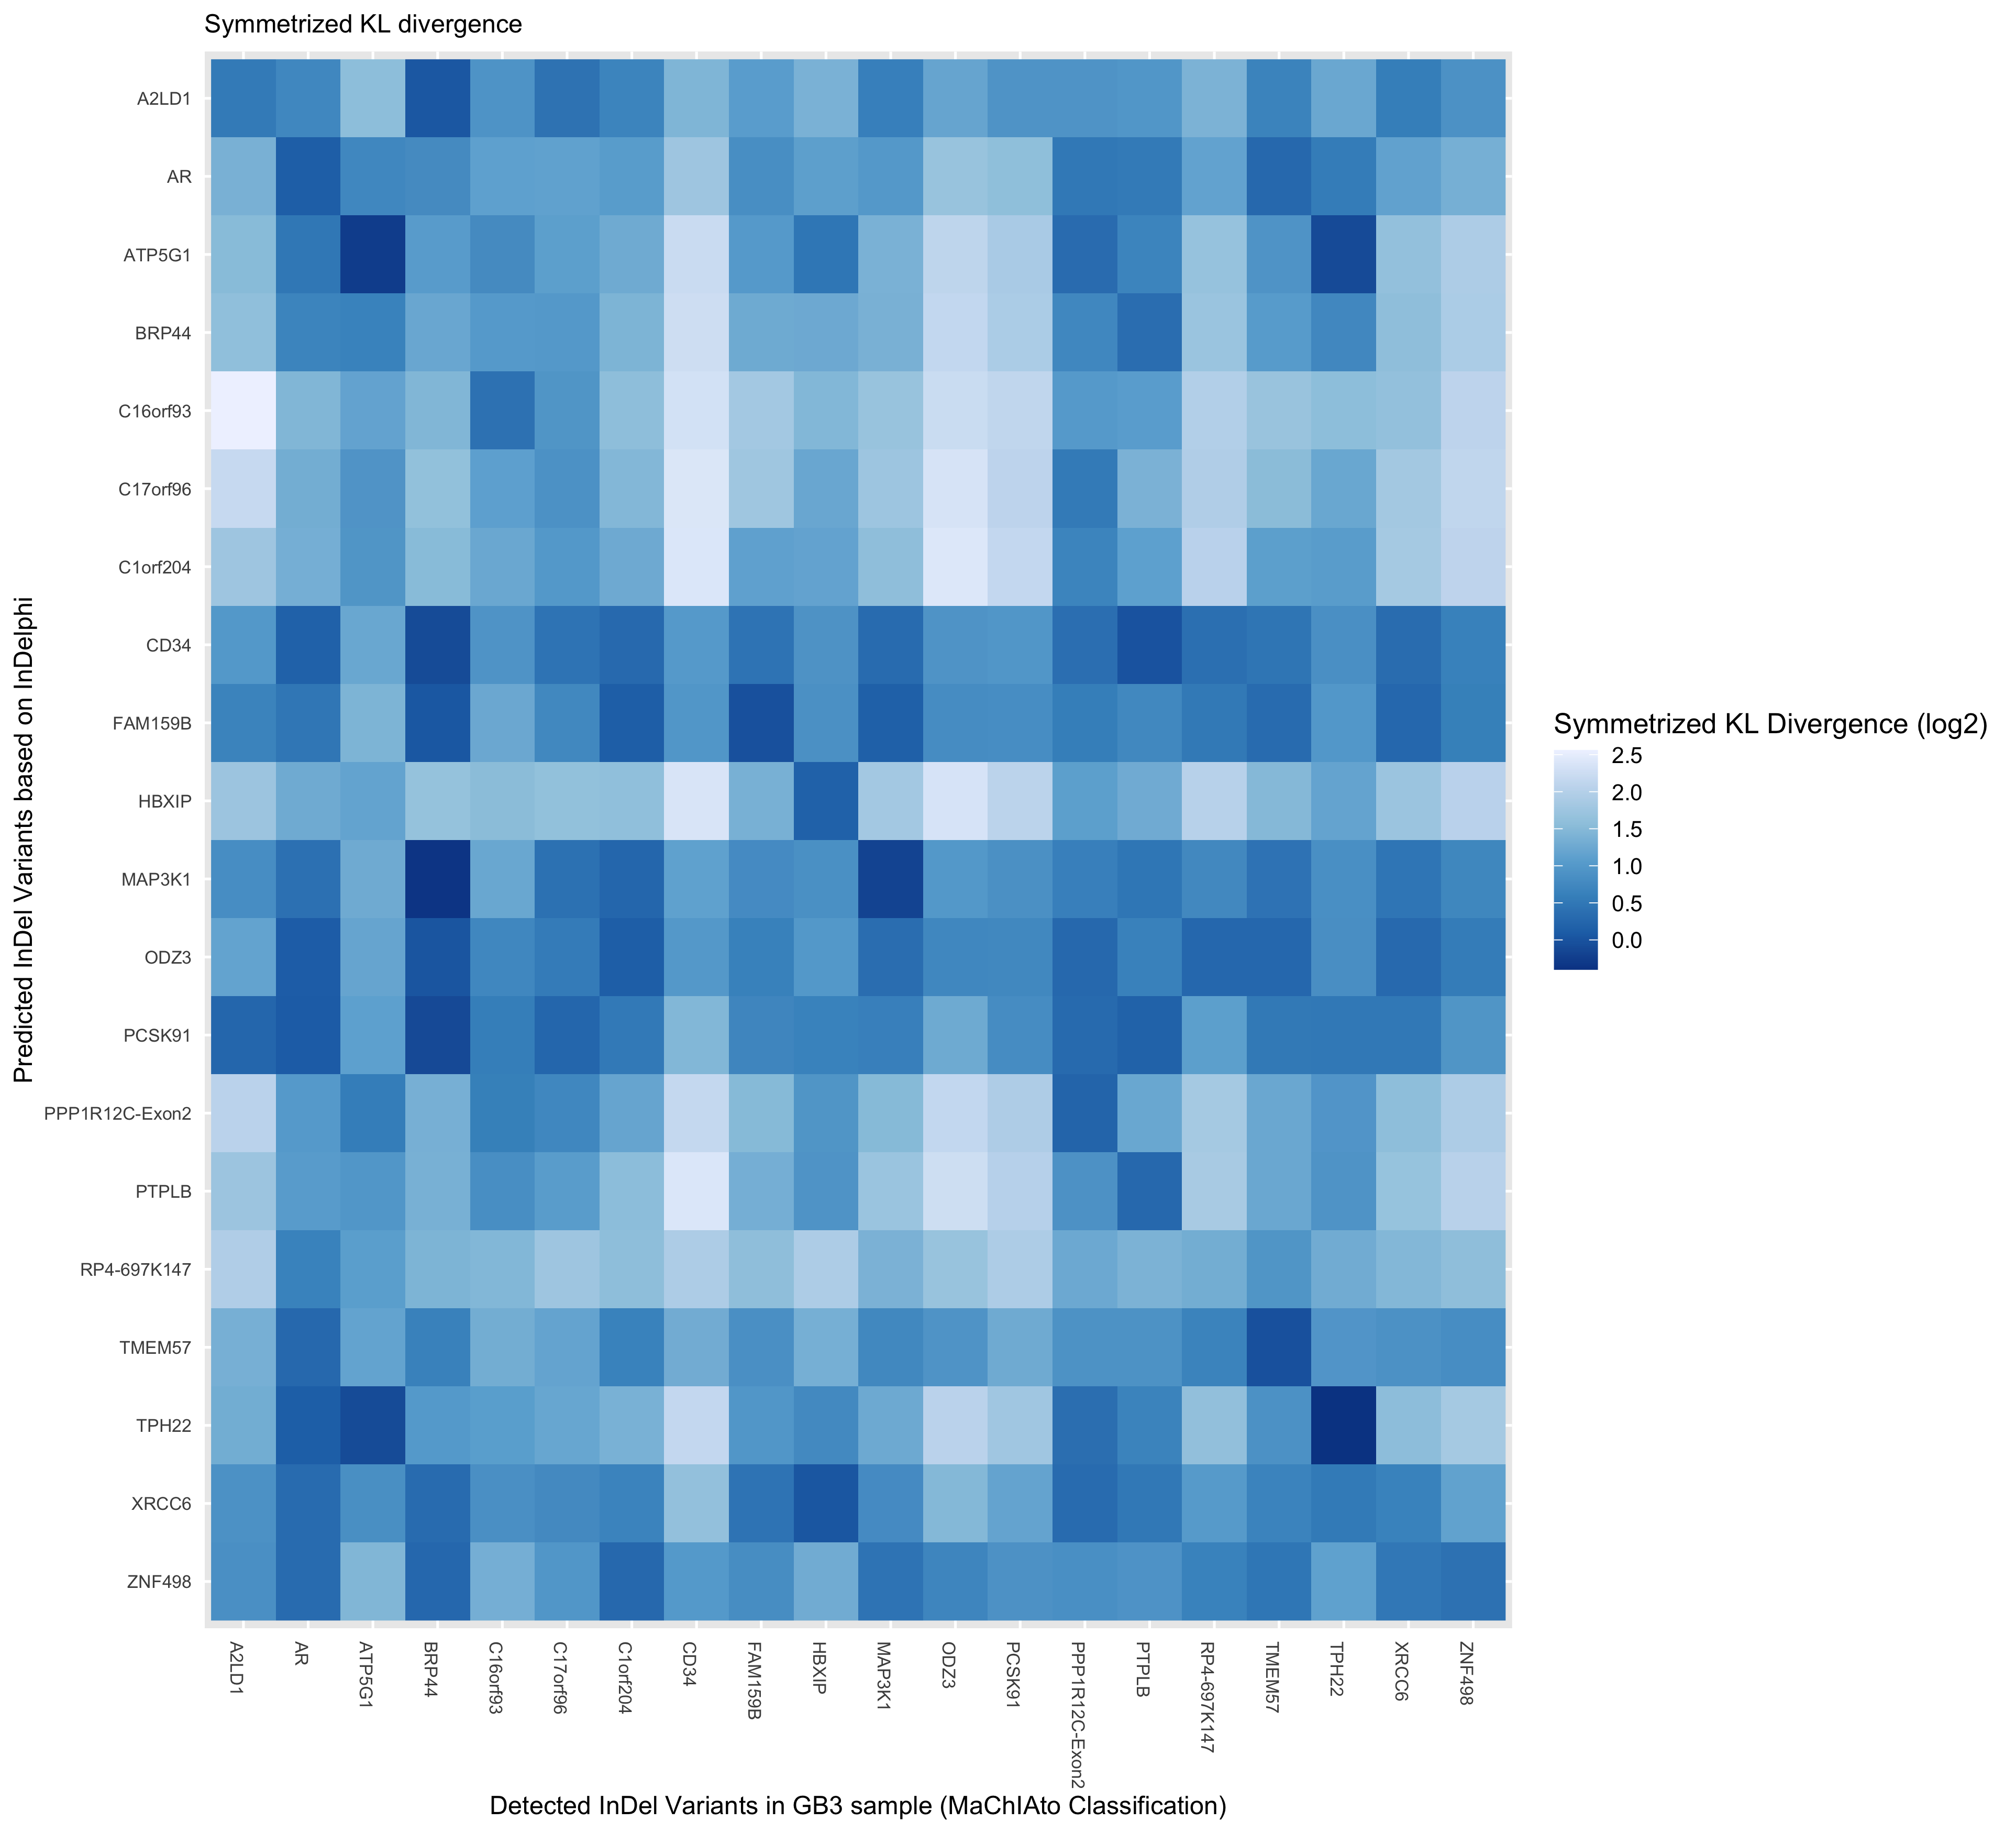 Symmetrized KL divergence
Predicted InDel Variants based on InDelphi
A2LD1
AR
ATP5G1
BRP44
C16orf93
C17orf96
C1orf204
CD34
FAM159B
HBXIP
MAP3K1
ODZ3
PCSK91
PPP1R12C-Exon2
PTPLB
RP4-697K147
TMEM57
TPH22
XRCC6
ZNF498
A2LD1
AR
ATP5G1
BRP44
C16orf93
C17orf96
C1orf204
CD34
FAM159B
HBXIP
MAP3K1
ODZ3
PCSK91
PPP1R12C-Exon2
PTPLB
RP4-697K147
TMEM57
TPH22
XRCC6
ZNF498
Detected InDel Variants in GB3 sample (MaChIAto Classification)
Symmetrized KL Divergence (log2)
2.5
2.0
1.5
1.0
0.5
0.0